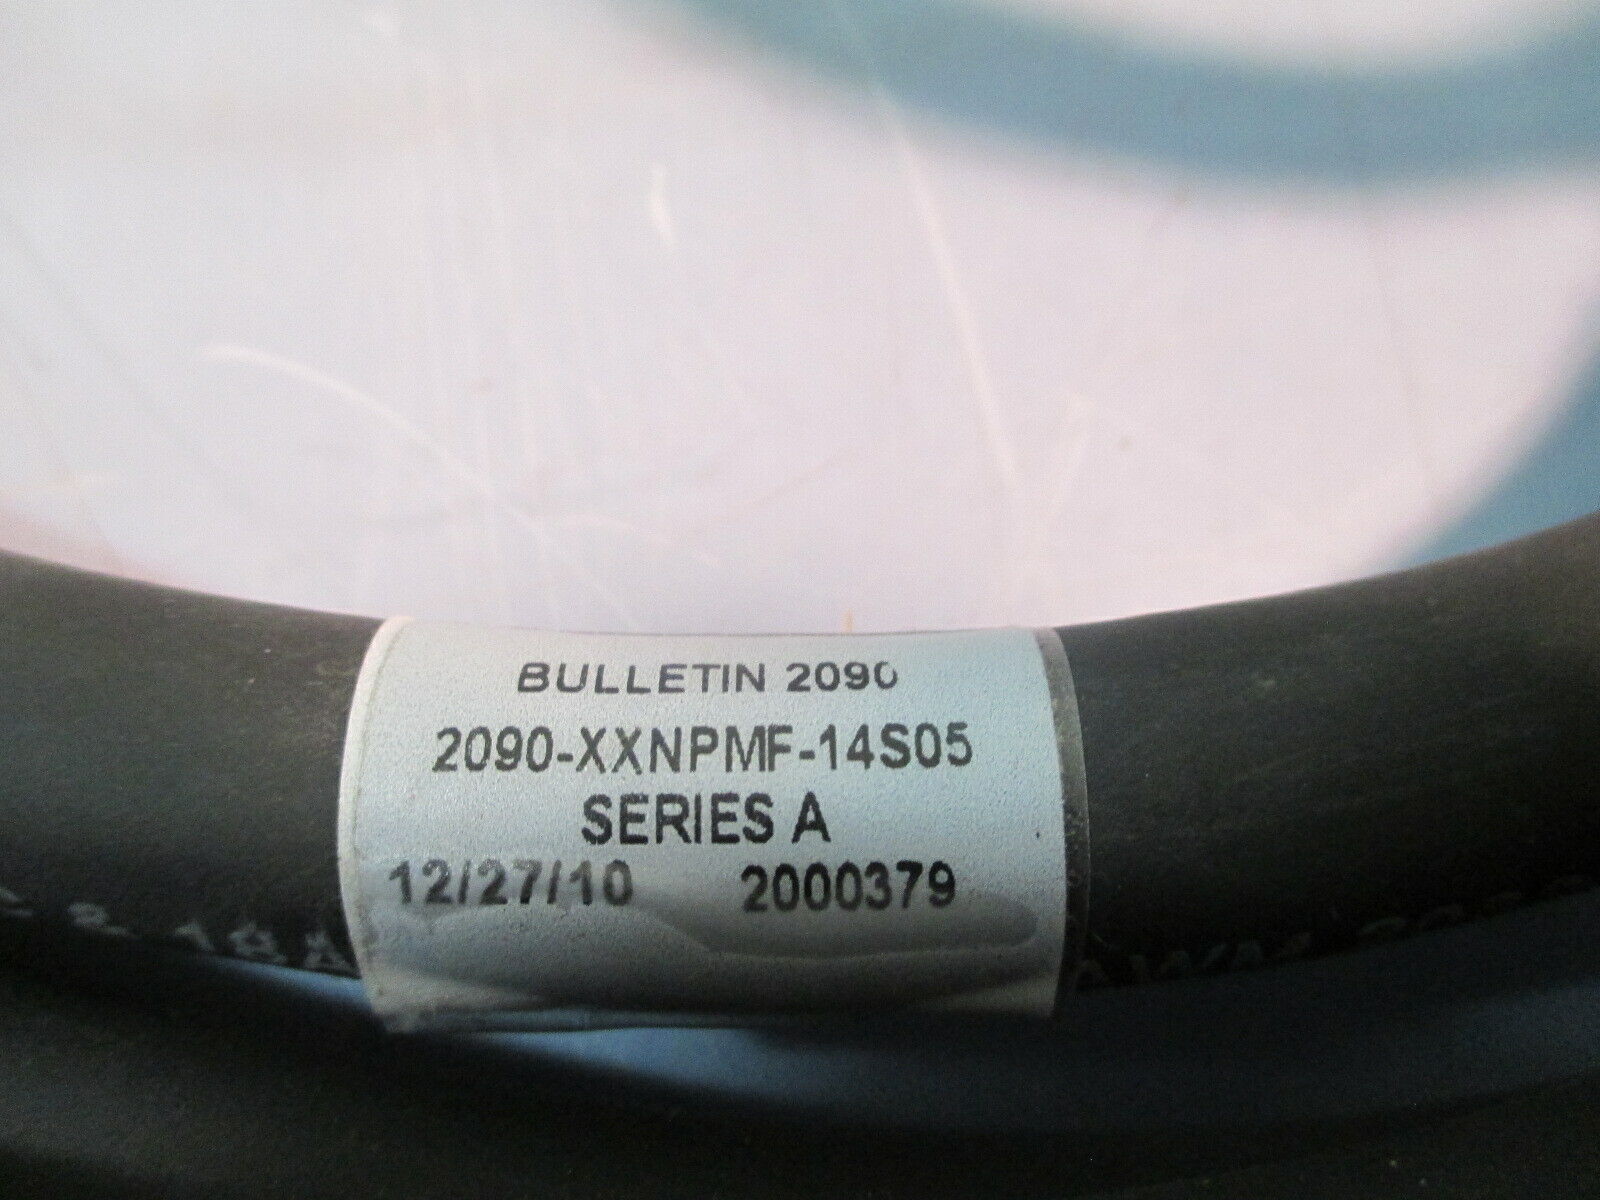 BULLETIN 2090
2090-XXNPMF-14S05
SERIES A
12/27/10 2000379